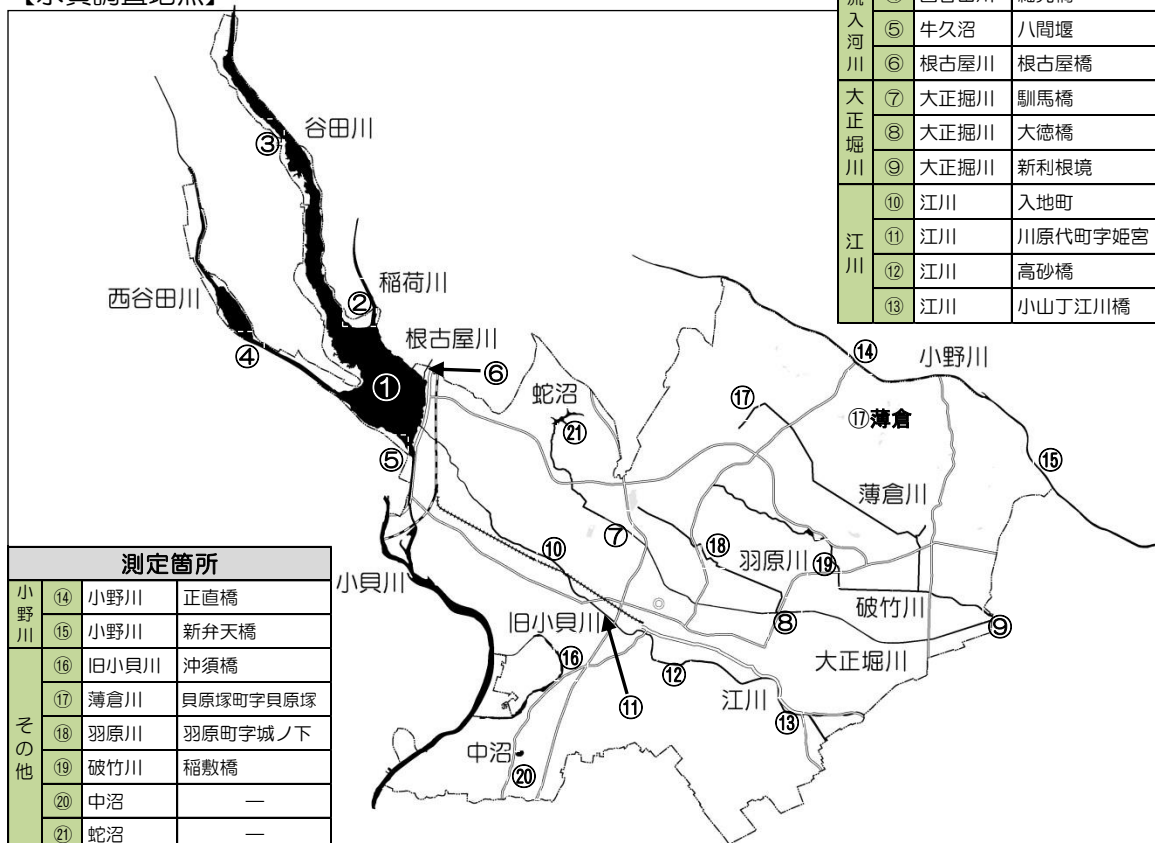 【水質調査地点】
流入河川
⑤ 牛久沼 八間堰
⑥ 根古屋川 根古屋橋
大正堀川
⑦ 大正堀川 馴馬橋
⑧ 大正堀川 大徳橋
⑨ 大正堀川 新利根境
江川
⑩ 江川 入地町
⑪ 江川 川原代町字姫宮
⑫ 江川 高砂橋
⑬ 江川 小山丁江川橋
③
谷田川
西谷田川
②
稲荷川
④
根古屋川
①
⑥
⑭
小野川
蛇沼
⑰
㉑
⑰薄倉
⑤
⑮
薄倉川
⑦
⑩
⑱
羽原川
⑲
小貝川
旧小貝川
破竹川
⑧
⑨
⑯
大正堀川
⑫
江川
⑪
⑬
中沼
⑳
測定箇所
小野川
⑭ 小野川 正直橋
⑮ 小野川 新弁天橋
その他
⑯ 旧小貝川 沖須橋
⑰ 薄倉川 貝原塚町字貝原塚
⑱ 羽原川 羽原町字城ノ下
⑲ 破竹川 稲敷橋
⑳ 中沼 ―
㉑ 蛇沼 ―